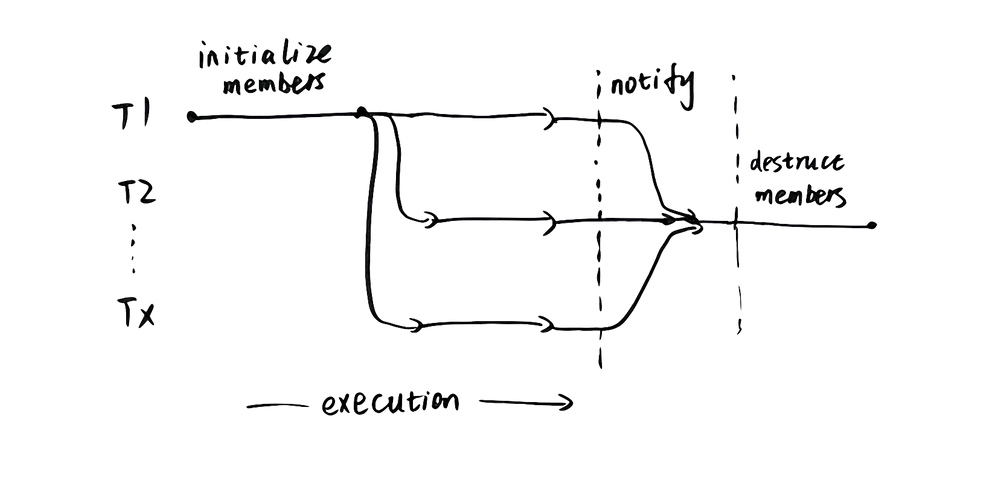 initialize
members
notify
T1
destruct
members
T2
Tx
execution